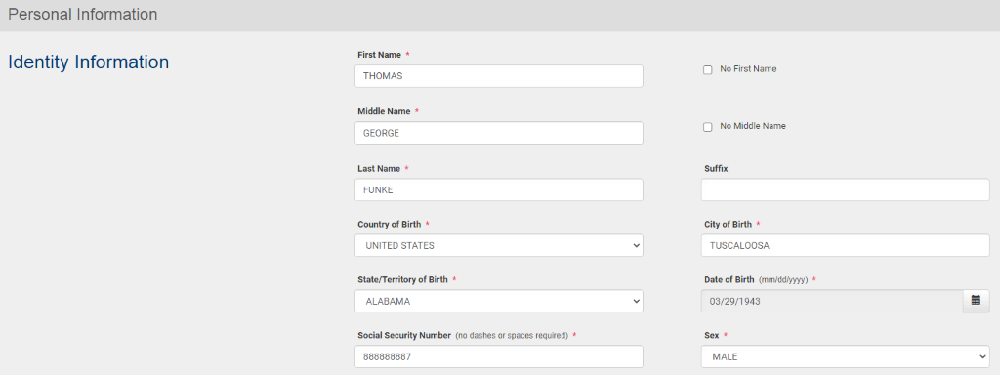 Personal Information
Identity Information
First Name *
THOMAS
No First Name
Middle Name *
GEORGE
No Middle Name
Last Name *
Suffix
FUNKE
Country of Birth *
City of Birth *
UNITED STATES
TUSCALOOSA
State/Territory of Birth *
Date of Birth (mm/dd/yyyy) *
ALABAMA
03/29/1943
Social Security Number (no dashes or spaces required) *
Sex *
888888887
MALE